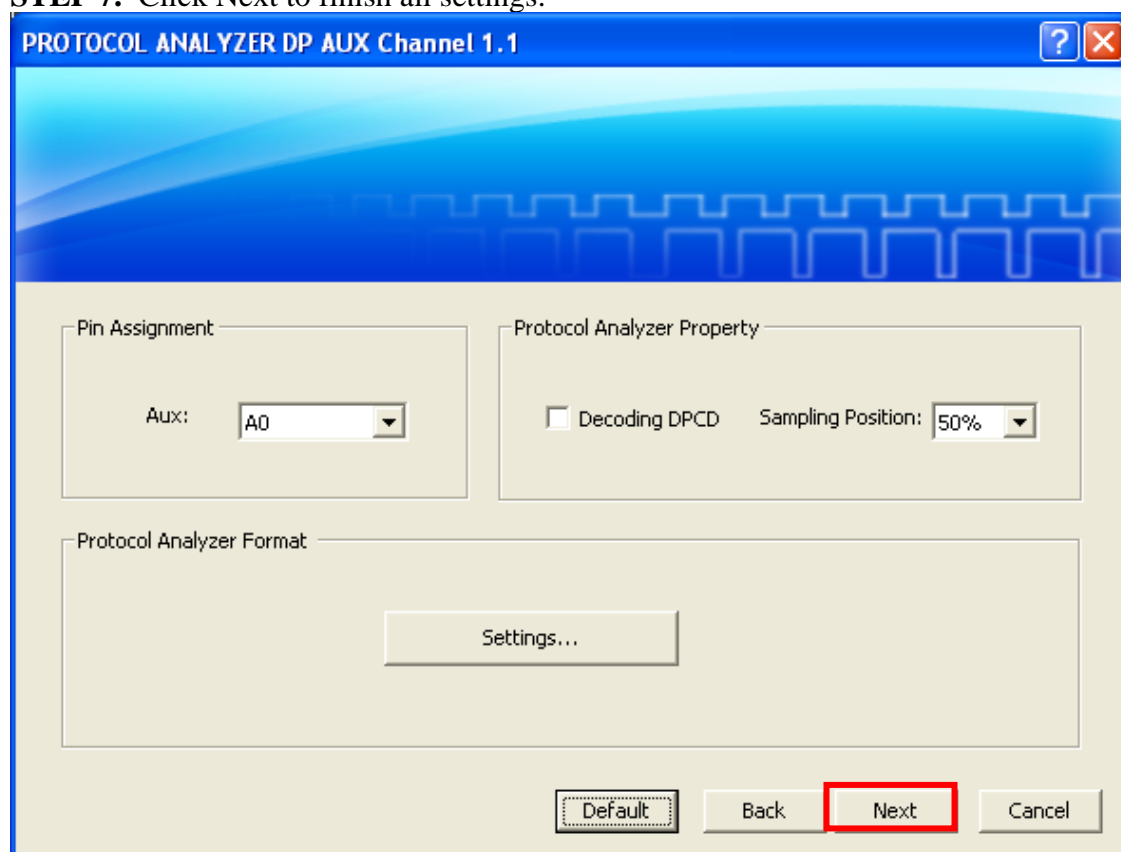 STEP 7. Click Next to finish all settings.
PROTOCOL ANALYZER DP AUX Channel 1.1
Pin Assignment
Aux: A0
Protocol Analyzer Property
Decoding DPCD Sampling Position: 50%
Protocol Analyzer Format
Settings...
Default Back Next Cancel